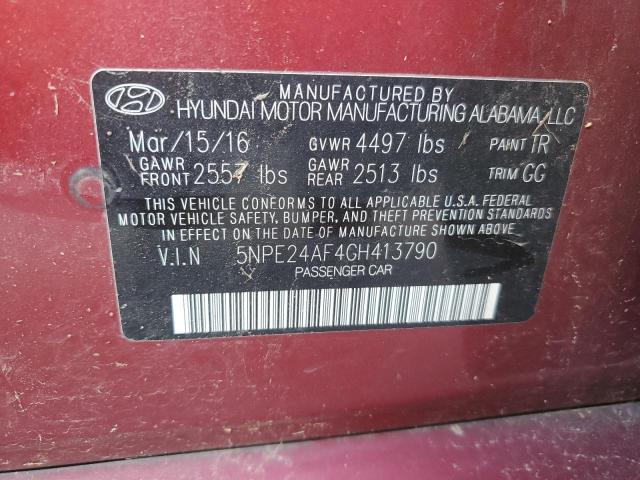 MANUFACTURED BY
HYUNDAI MOTOR MANUFACTURING ALABAMA, LLC
Mar/15/16 GVWR 4497 lbs PAINT TR
GAWR FRONT 2557 lbs GAWR REAR 2513 lbs TRIM GG
THIS VEHICLE CONFORMS TO ALL APPLICABLE U.S.A. FEDERAL
MOTOR VEHICLE SAFETY, BUMPER, AND THEFT PREVENTION STANDARDS
IN EFFECT ON THE DATE OF MANUFACTURE SHOWN ABOVE
V.I.N 5NPE24AF4GH413790
PASSENGER CAR